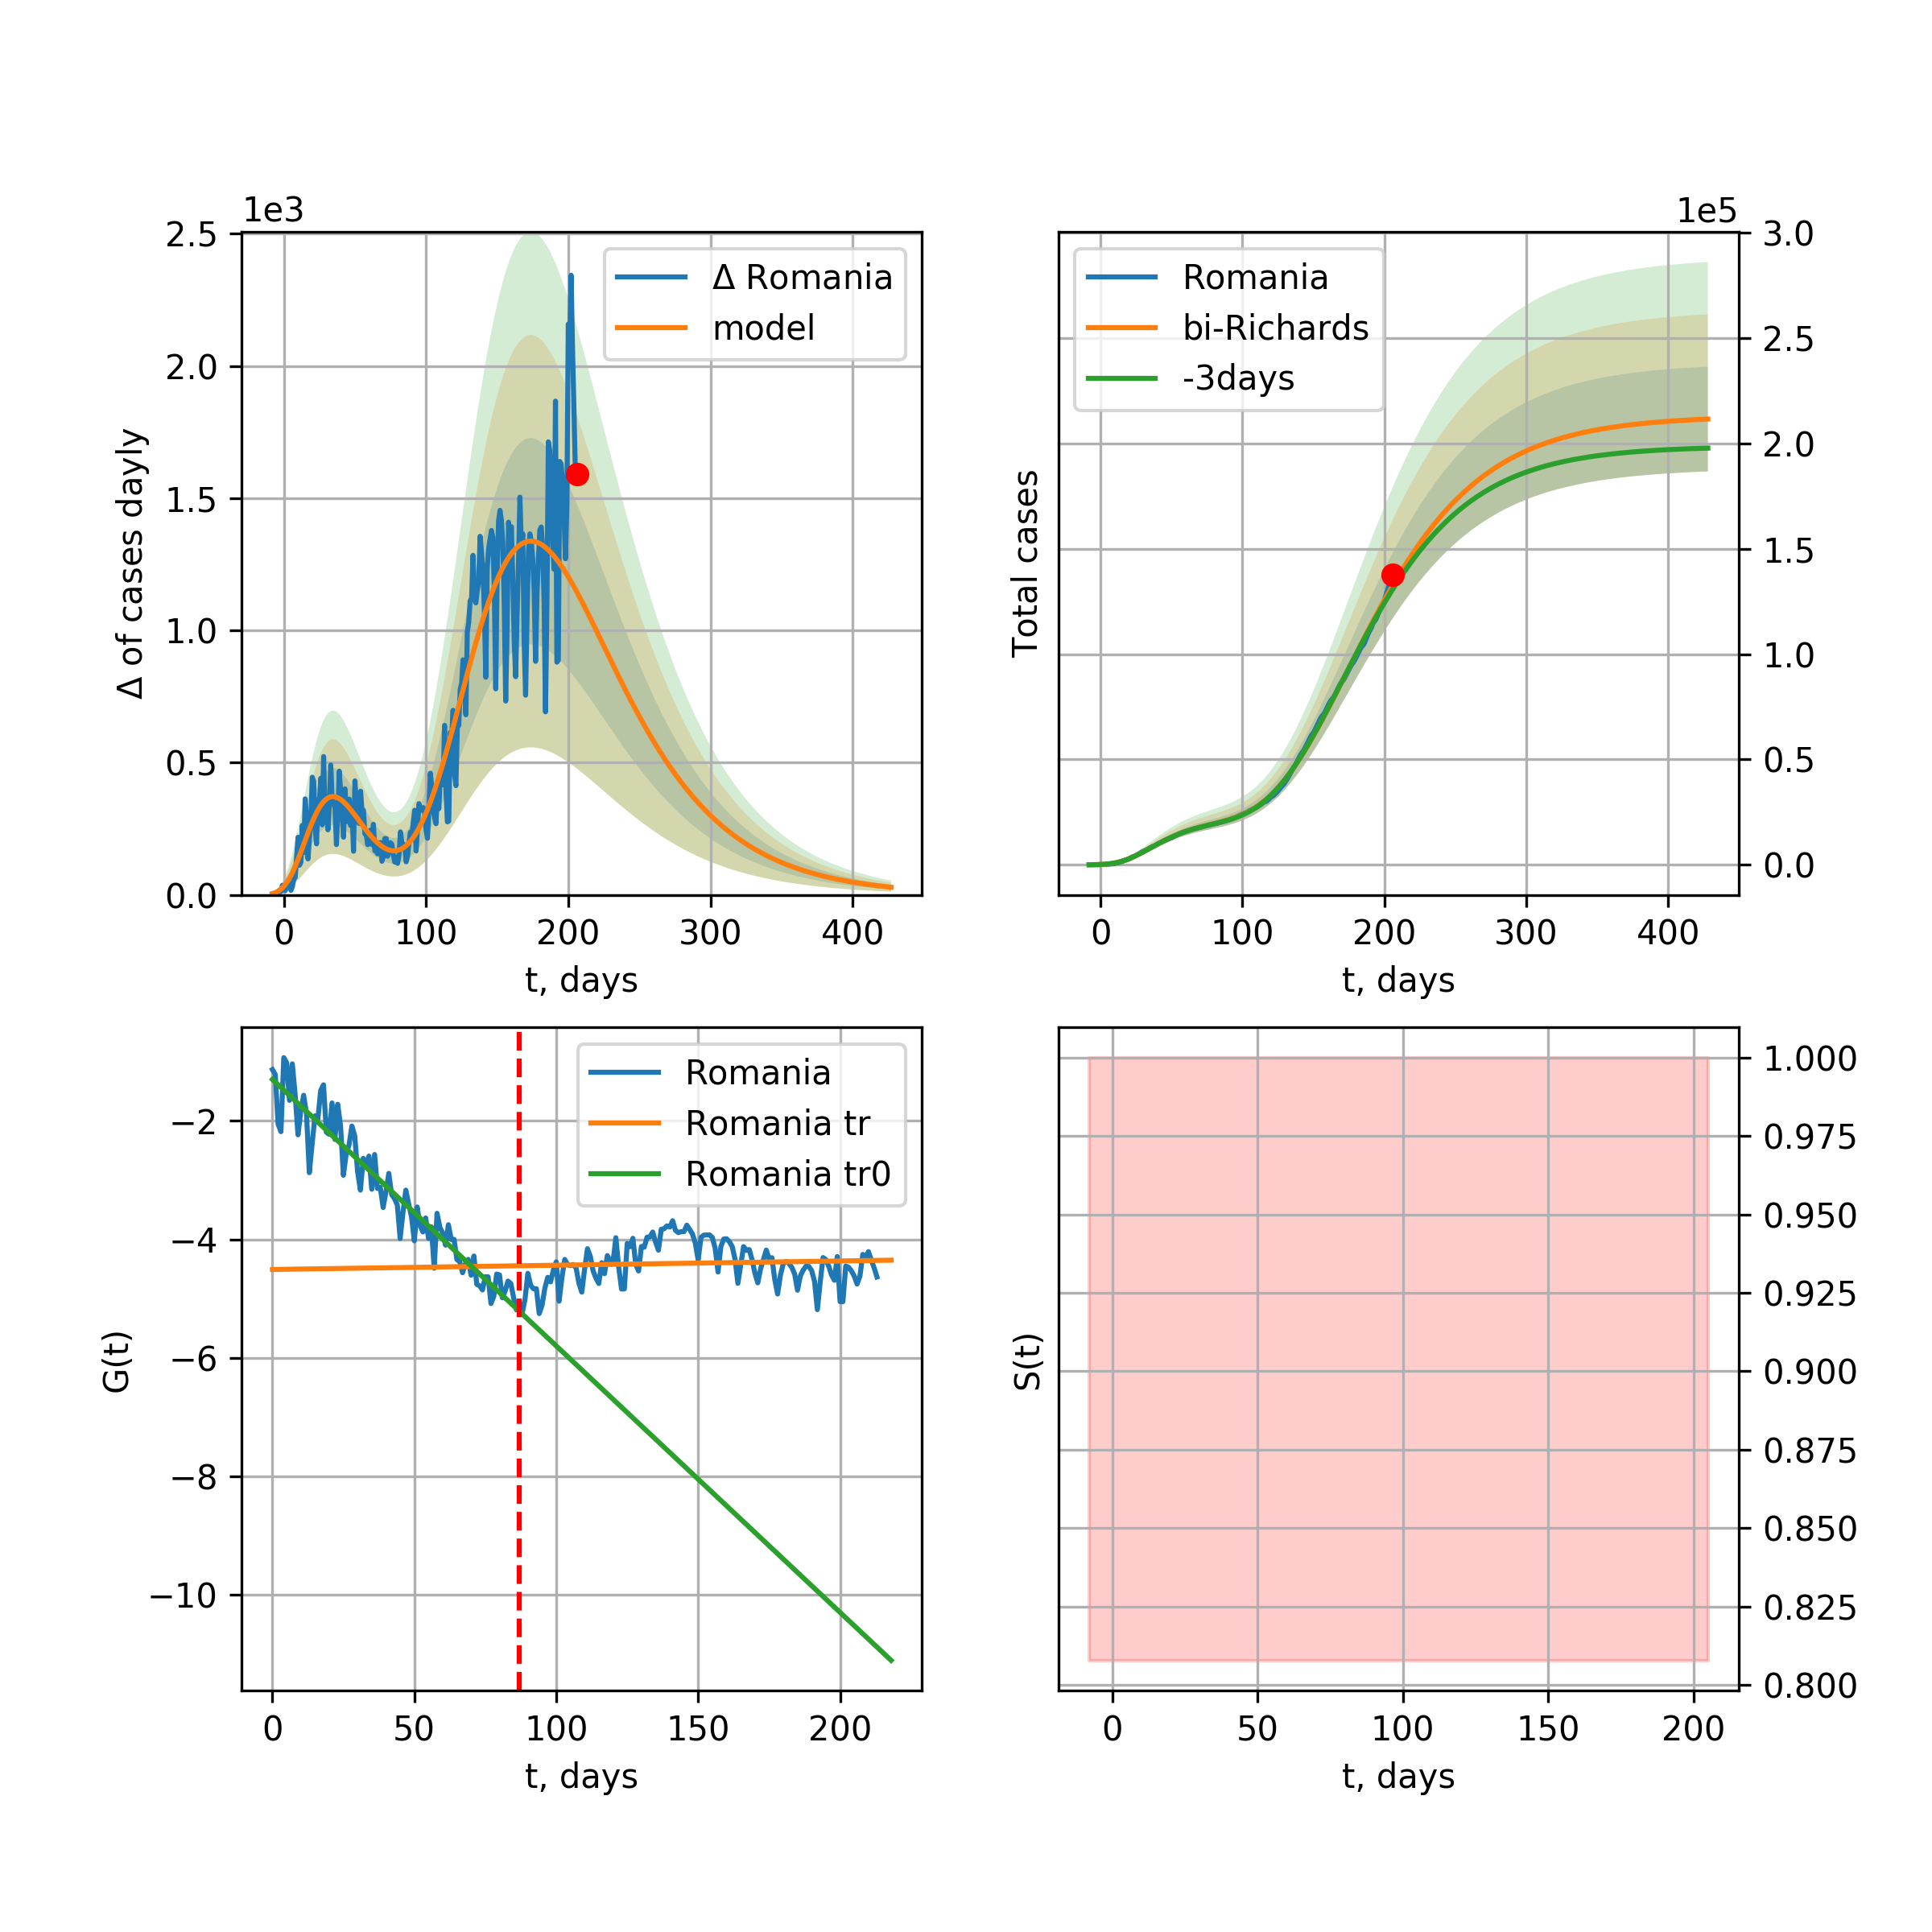 1e3
2.5
2.0
1.5
1.0
0.5
0.0
Δ of cases dayly
Δ Romania
model
0 100 200 300 400
t, days
1e5
3.0
2.5
2.0
1.5
1.0
0.5
0.0
Total cases
Romania
bi-Richards
-3days
0 100 200 300 400
t, days
−2
−4
−6
−8
−10
G(t)
Romania
Romania tr
Romania tr0
0 50 100 150 200
t, days
1.000
0.975
0.950
0.925
0.900
0.875
0.850
0.825
0.800
S(t)
0 50 100 150 200
t, days